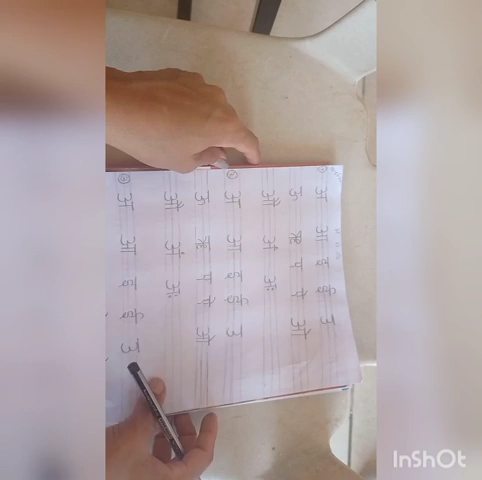 अ आ इ ई उ
ऊ ऋ ए ऐ ओ
औ अं अः
अ आ इ ई उ
ऊ ऋ ए ऐ ओ
औ अं अः
अ आ इ ई उ
InShOt